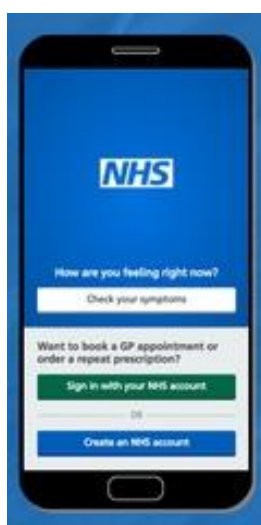 NHS
How are you feeling right now?
Check your symptoms
Want to book a GP appointment or
order a repeat prescription?
Sign in with your NHS account
OR
Create an NHS account